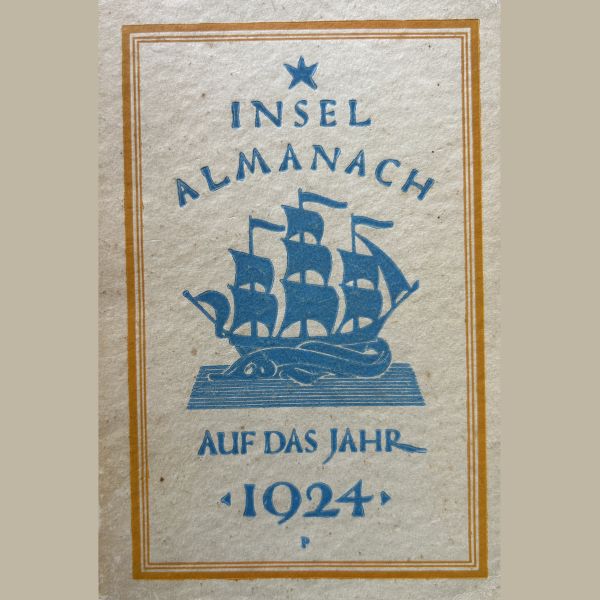 INSEL
ALMANACH
AUF DAS JAHR
1924
P